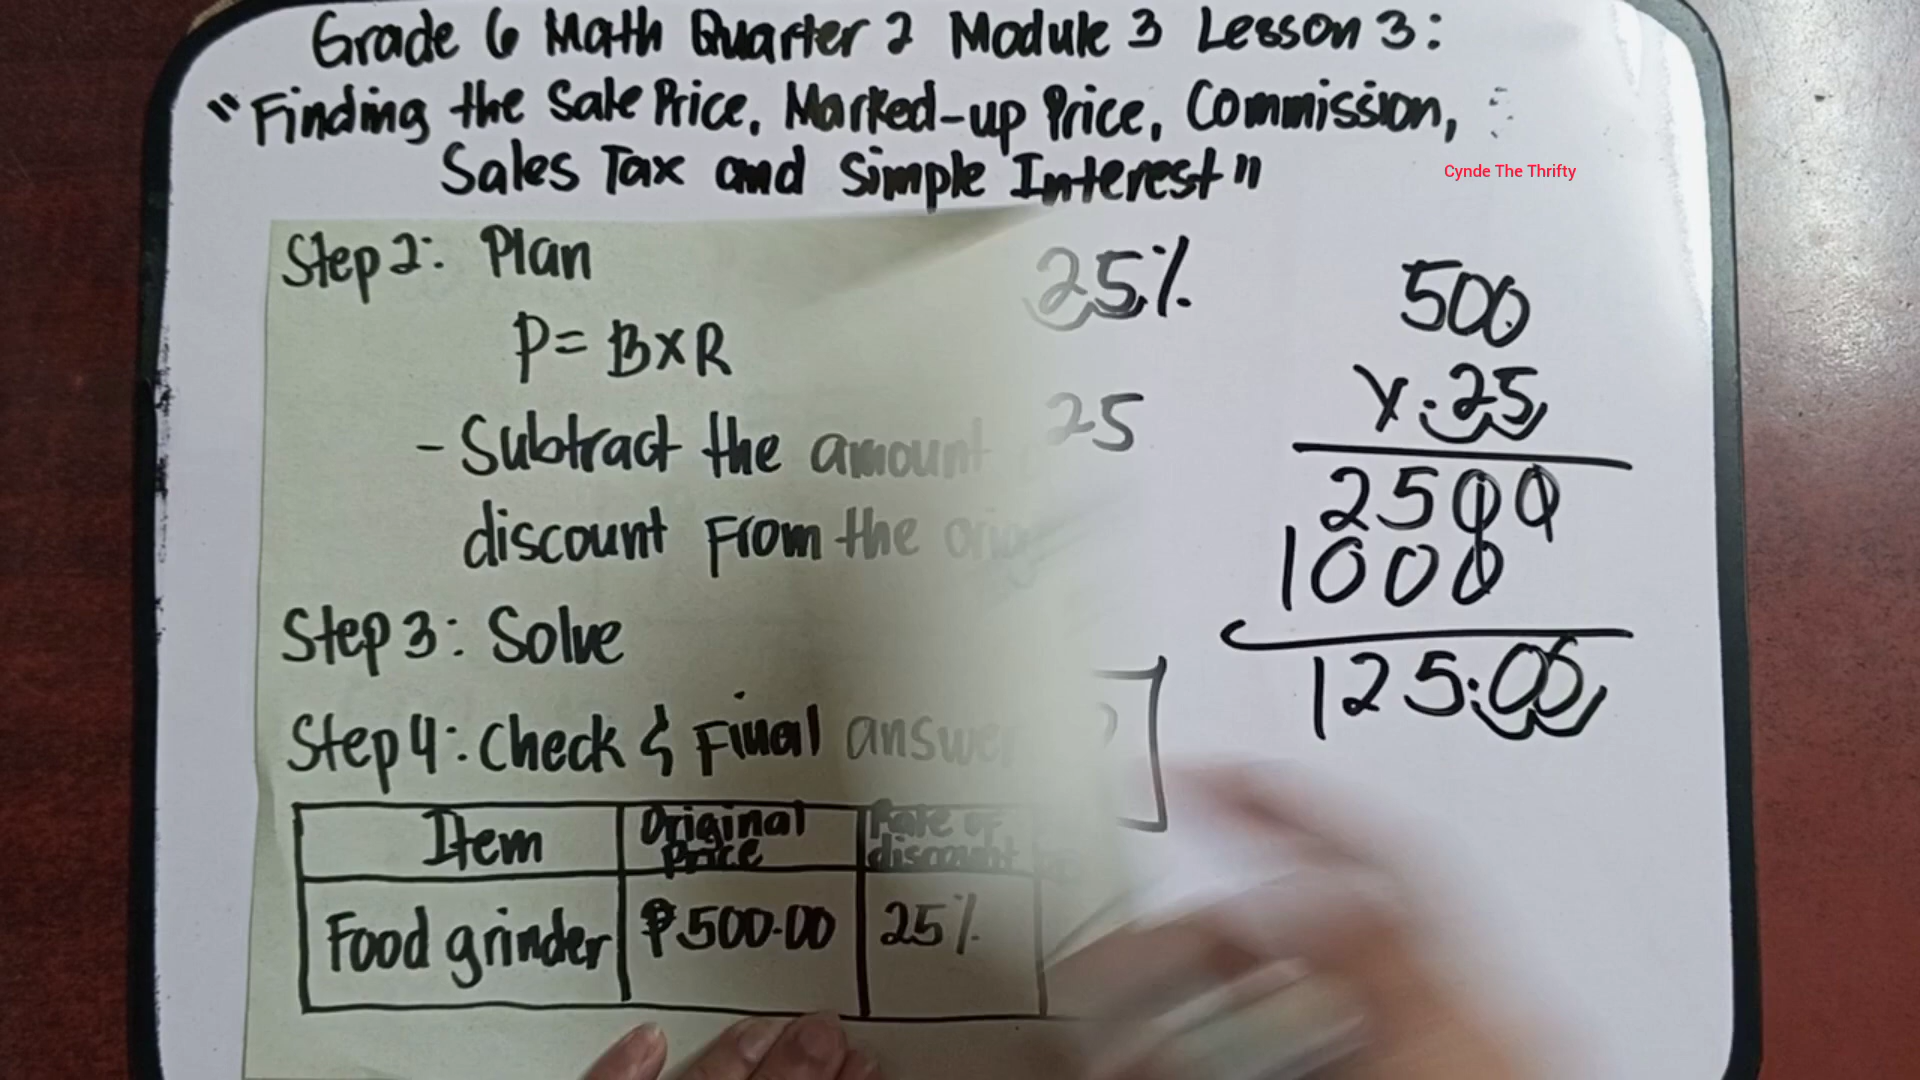 Grade 6 Math Quarter 2 Module 3 Lesson 3:
"Finding the Sale Price, Marked-up Price, Commission,
Sales Tax and Simple Interest"
Cynde The Thrifty
Step 2: Plan
P = B x R
- Subtract the amount
discount From the
Step 3: Solve
Step 4: Check & Final answer
Item Original Price Rate of discount
Food grinder ₱500.00 25%
25%
25
500
x .25
2500
1000
125.00